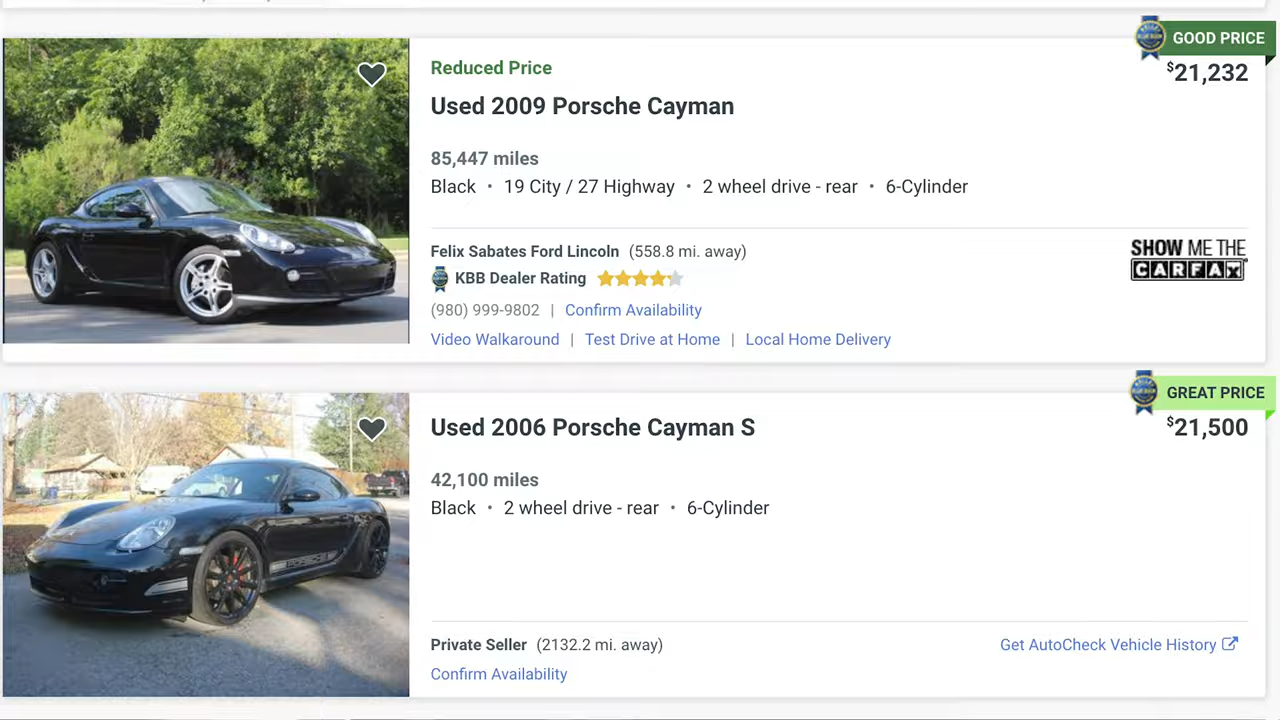 GOOD PRICE
$21,232
Reduced Price
Used 2009 Porsche Cayman
85,447 miles
Black • 19 City / 27 Highway • 2 wheel drive - rear • 6-Cylinder
Felix Sabates Ford Lincoln (558.8 mi. away)
KBB Dealer Rating
(980) 999-9802 | Confirm Availability
Video Walkaround | Test Drive at Home | Local Home Delivery
SHOW ME THE
CARFAX
GREAT PRICE
$21,500
Used 2006 Porsche Cayman S
42,100 miles
Black • 2 wheel drive - rear • 6-Cylinder
Private Seller (2132.2 mi. away)
Get AutoCheck Vehicle History
Confirm Availability